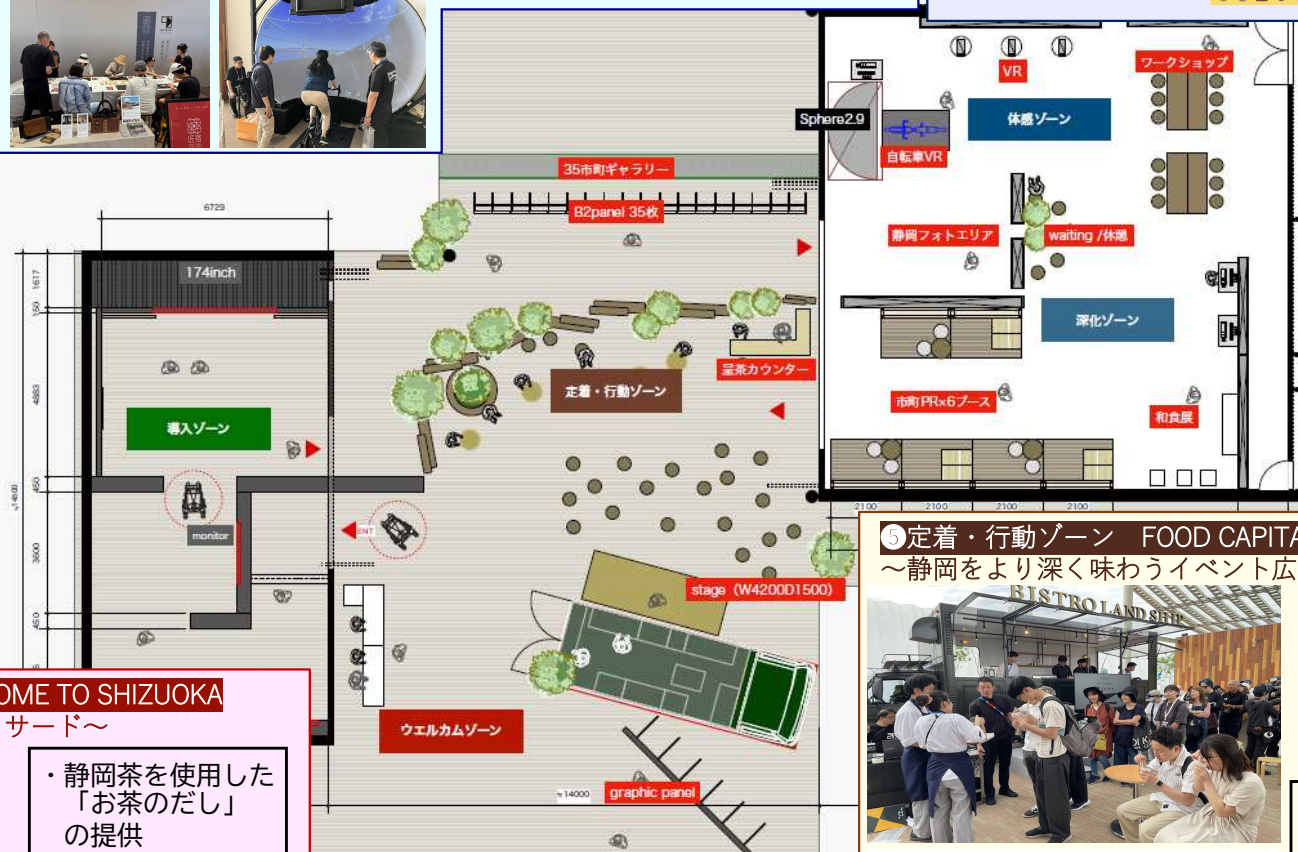 VR
ワークショップ
Sphere2.9
体感ゾーン
自転車VR
35市町ギャラリー
B2panel 35枚
静岡フォトエリア
waiting /休憩
6729
174inch
1617
150
深化ゾーン
呈茶カウンター
定着・行動ゾーン
市町PR×6ブース
和食展
4883
導入ゾーン
450
monitor
ENT
3600
450
2100
2100
2100
2100
❺定着・行動ゾーン　FOOD CAPITA
～静岡をより深く味わうイベント広
BISTRO LAND SHIP
stage（W4200D1500）
OME TO SHIZUOKA
サード～
ウエルカムゾーン
・静岡茶を使用した
「お茶のだし」
の提供
≒14000
graphic panel